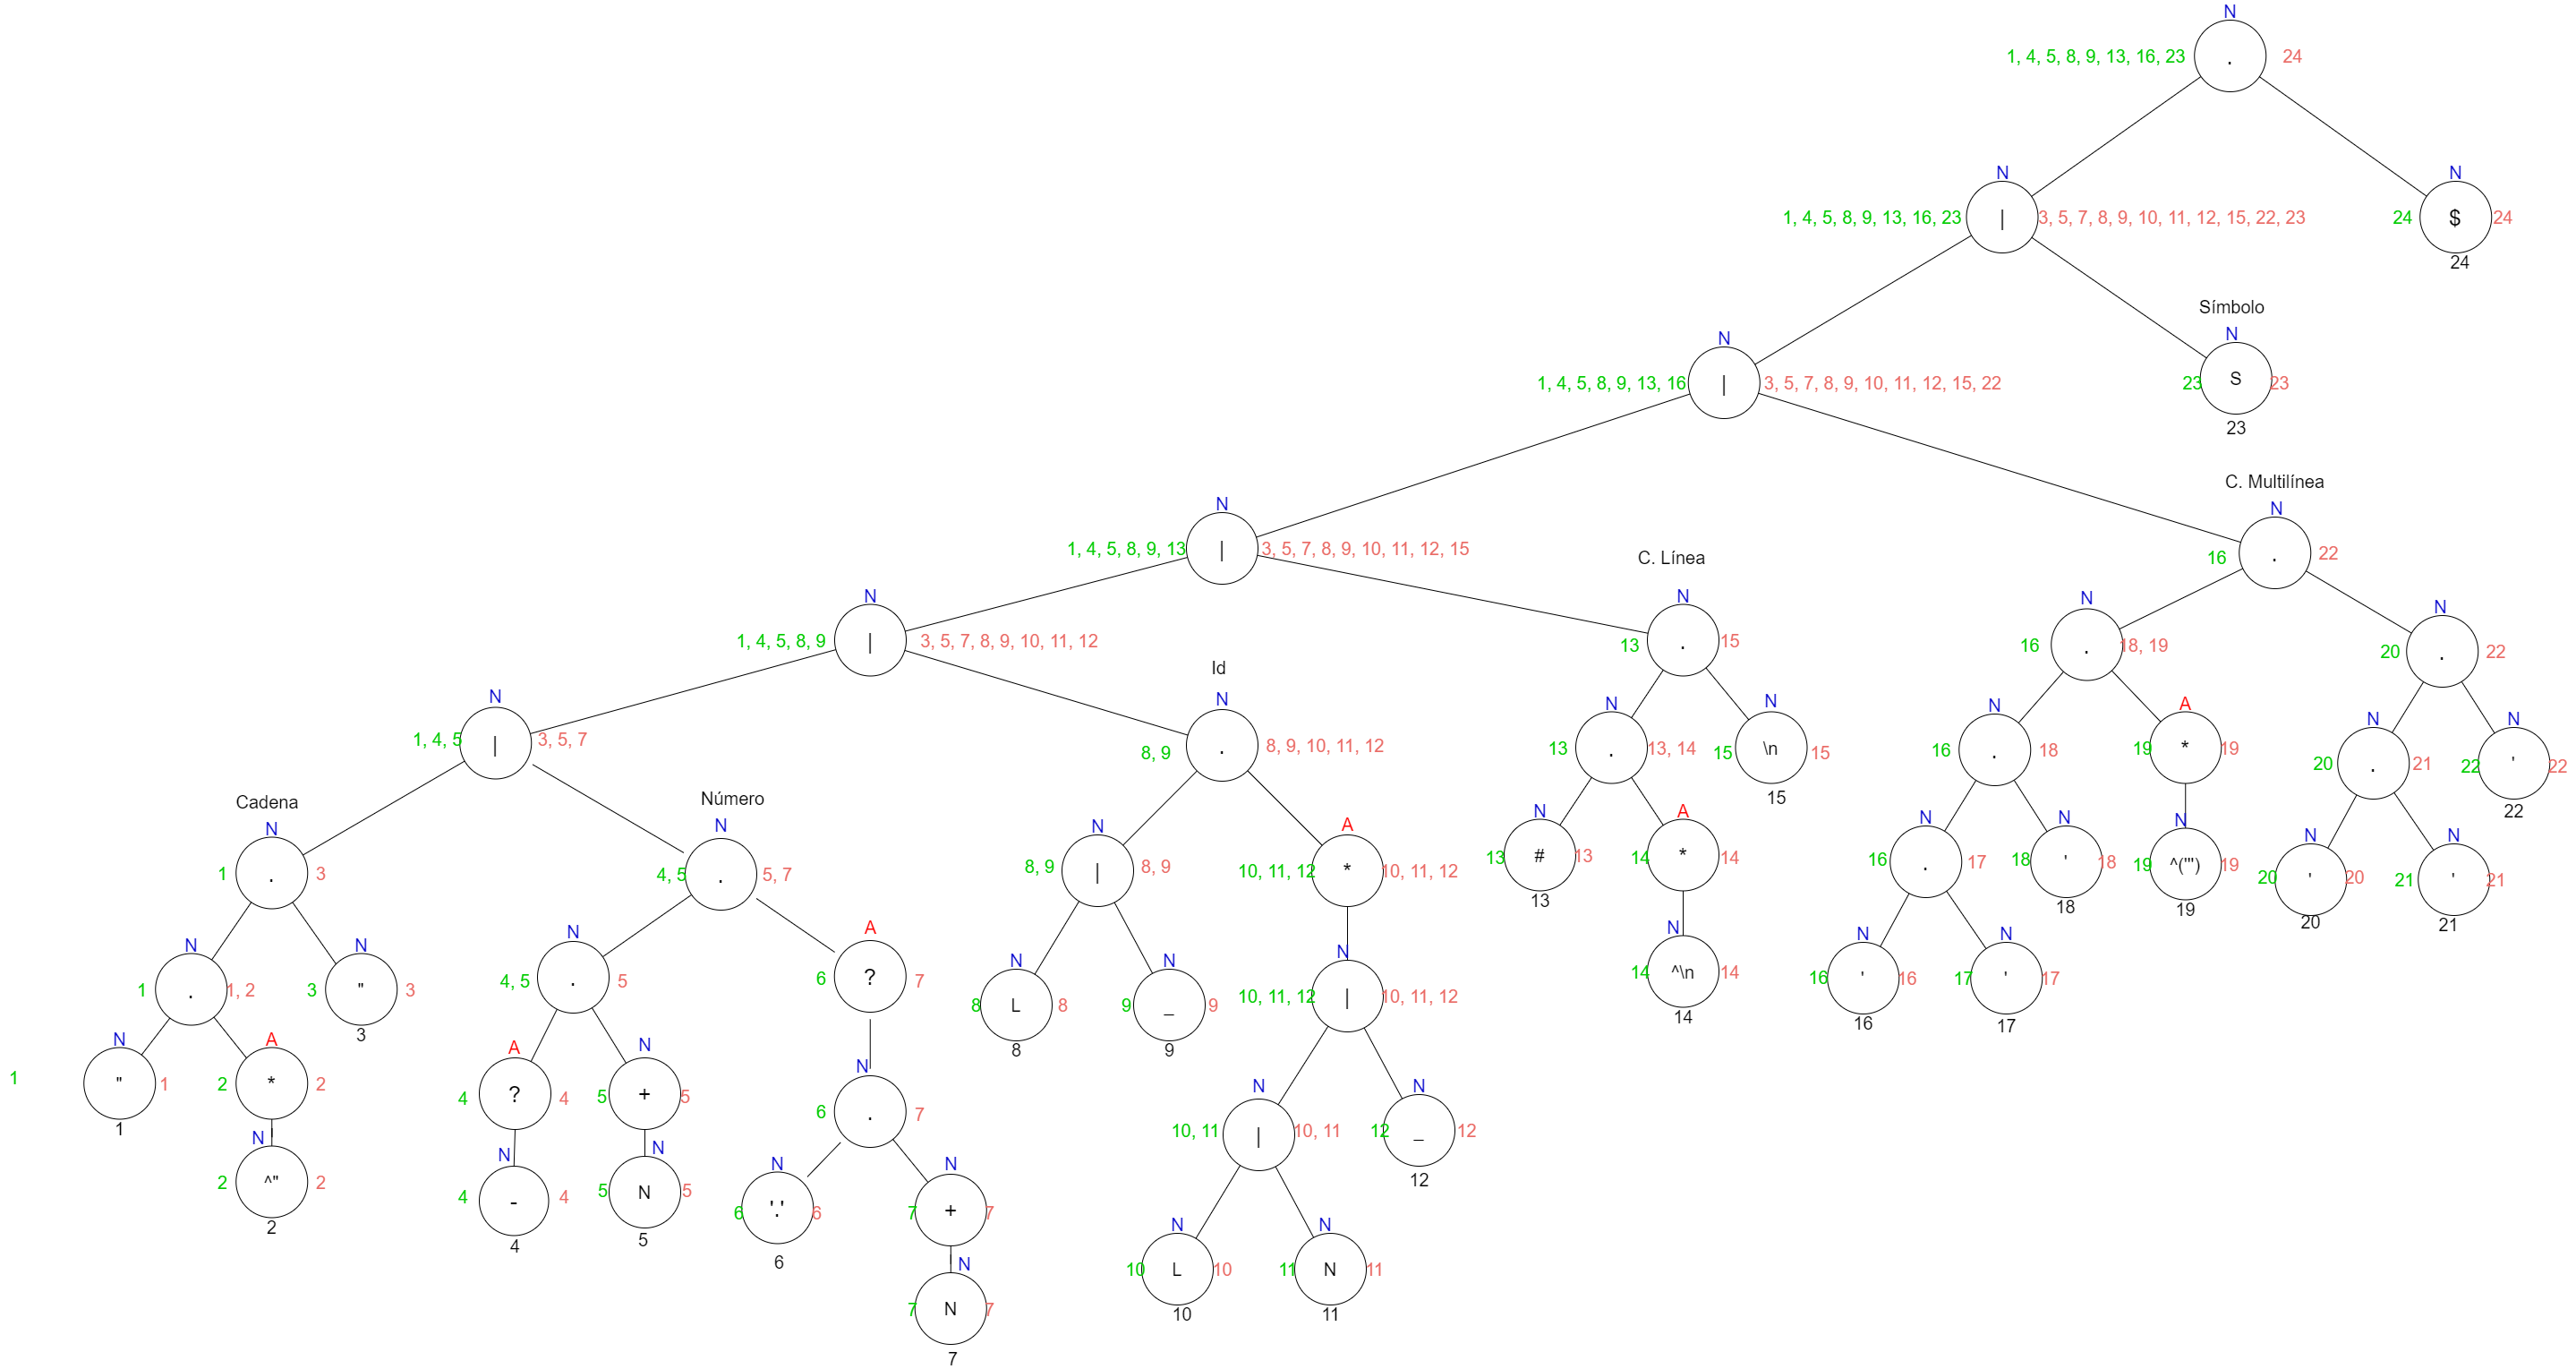 N
1, 4, 5, 8, 9, 13, 16, 23 . 24
N N
1, 4, 5, 8, 9, 13, 16, 23 | 3, 5, 7, 8, 9, 10, 11, 12, 15, 22, 23 24 $ 24
24
Símbolo
N N
1, 4, 5, 8, 9, 13, 16 | 3, 5, 7, 8, 9, 10, 11, 12, 15, 22 23 S 23
23
C. Multilínea
N N
1, 4, 5, 8, 9, 13 | 3, 5, 7, 8, 9, 10, 11, 12, 15 16 . 22
C. Línea
N N N N
1, 4, 5, 8, 9 | 3, 5, 7, 8, 9, 10, 11, 12 13 . 15 16 . 18, 19 20 . 22
Id
N N N N N A N N
1, 4, 5 | 3, 5, 7 8, 9 . 8, 9, 10, 11, 12 13 . 13, 14 15 \n 15 16 . 18 19 * 19 20 . 21 22 ' 22
15 22
Cadena Número
N N N A N A N N N N N
1 . 3 4, 5 . 5, 7 8, 9 | 8, 9 10, 11, 12 * 10, 11, 12 13 # 13 14 * 14 16 . 17 18 ' 18 19 ^(''') 19 20 ' 20 21 ' 21
13 18 19 20 21
N N N A N N N N N N
1 . 1, 2 3 " 3 4, 5 . 5 6 ? 7 8 L 8 9 _ 9 10, 11, 12 | 10, 11, 12 14 ^\n 14 16 ' 16 17 ' 17
3 8 9 14 16 17
N A A N N N N
1 " 1 2 * 2 4 ? 4 5 + 5 6 . 7 10, 11 | 10, 11 12 _ 12
1
1 12
N N N N N
2 ^" 2 4 - 4 5 N 5 6 '.' 6 7 + 7
2 4 5 6
N N N
10 L 10 11 N 11 7 N 7
10 11 7